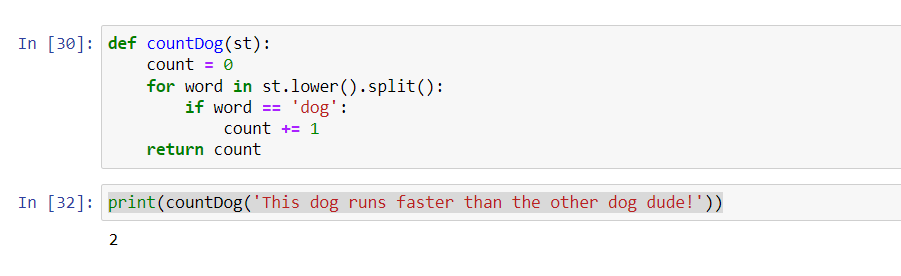 In [30]: def countDog(st):
    count = 0
    for word in st.lower().split():
        if word == 'dog':
            count += 1
    return count
In [32]: print(countDog('This dog runs faster than the other dog dude!'))
2